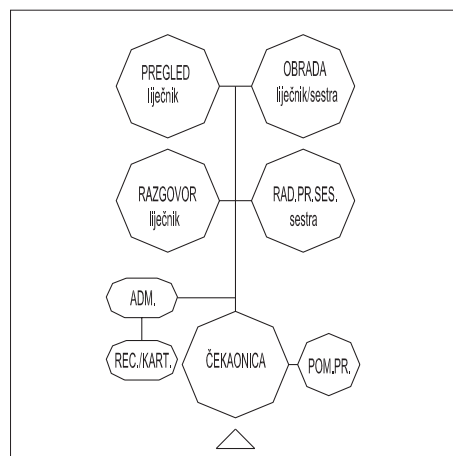 PREGLED
liječnik
OBRADA
liječnik/sestra
RAZGOVOR
liječnik
RAD.PR.SES.
sestra
ADM.
REC./KART.
ČEKAONICA
POM.PR.